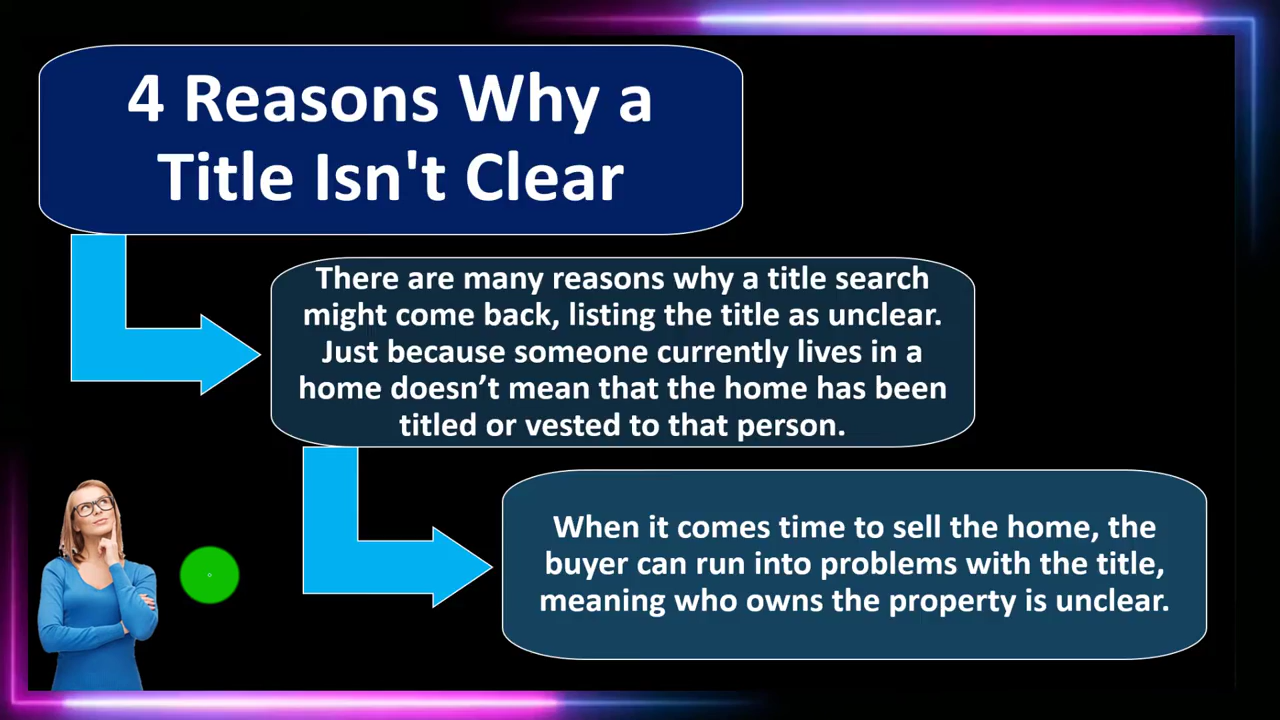 4 Reasons Why a
Title Isn't Clear
There are many reasons why a title search
might come back, listing the title as unclear.
Just because someone currently lives in a
home doesn’t mean that the home has been
titled or vested to that person.
When it comes time to sell the home, the
buyer can run into problems with the title,
meaning who owns the property is unclear.